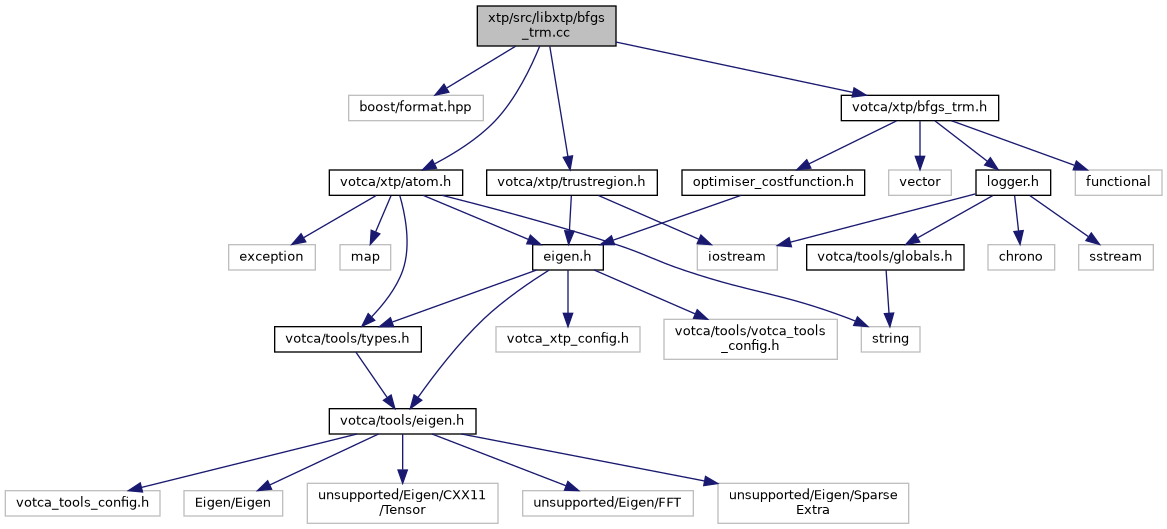 xtp/src/libxtp/bfgs
_trm.cc
boost/format.hpp
votca/xtp/bfgs_trm.h
votca/xtp/atom.h
votca/xtp/trustregion.h
optimiser_costfunction.h
vector
logger.h
functional
exception
map
eigen.h
iostream
votca/tools/globals.h
chrono
sstream
votca/tools/types.h
votca_xtp_config.h
votca/tools/votca_tools
_config.h
string
votca/tools/eigen.h
votca_tools_config.h
Eigen/Eigen
unsupported/Eigen/CXX11
/Tensor
unsupported/Eigen/FFT
unsupported/Eigen/Sparse
Extra